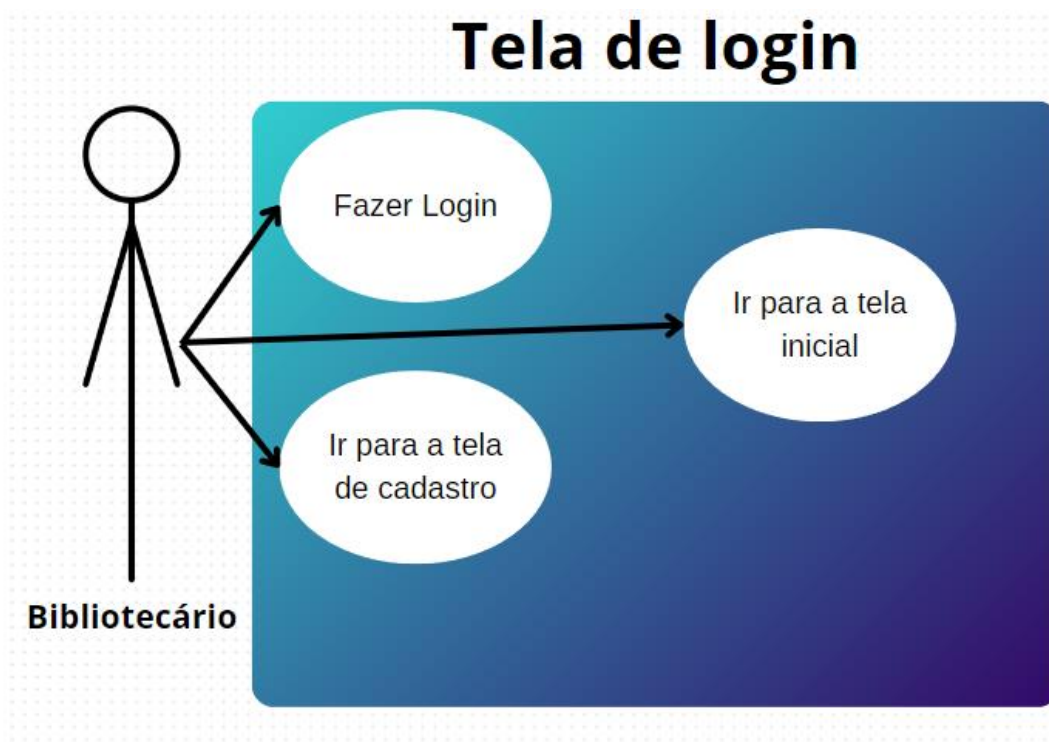 Tela de login
Fazer Login
Ir para a tela
inicial
Ir para a tela
de cadastro
Bibliotecário